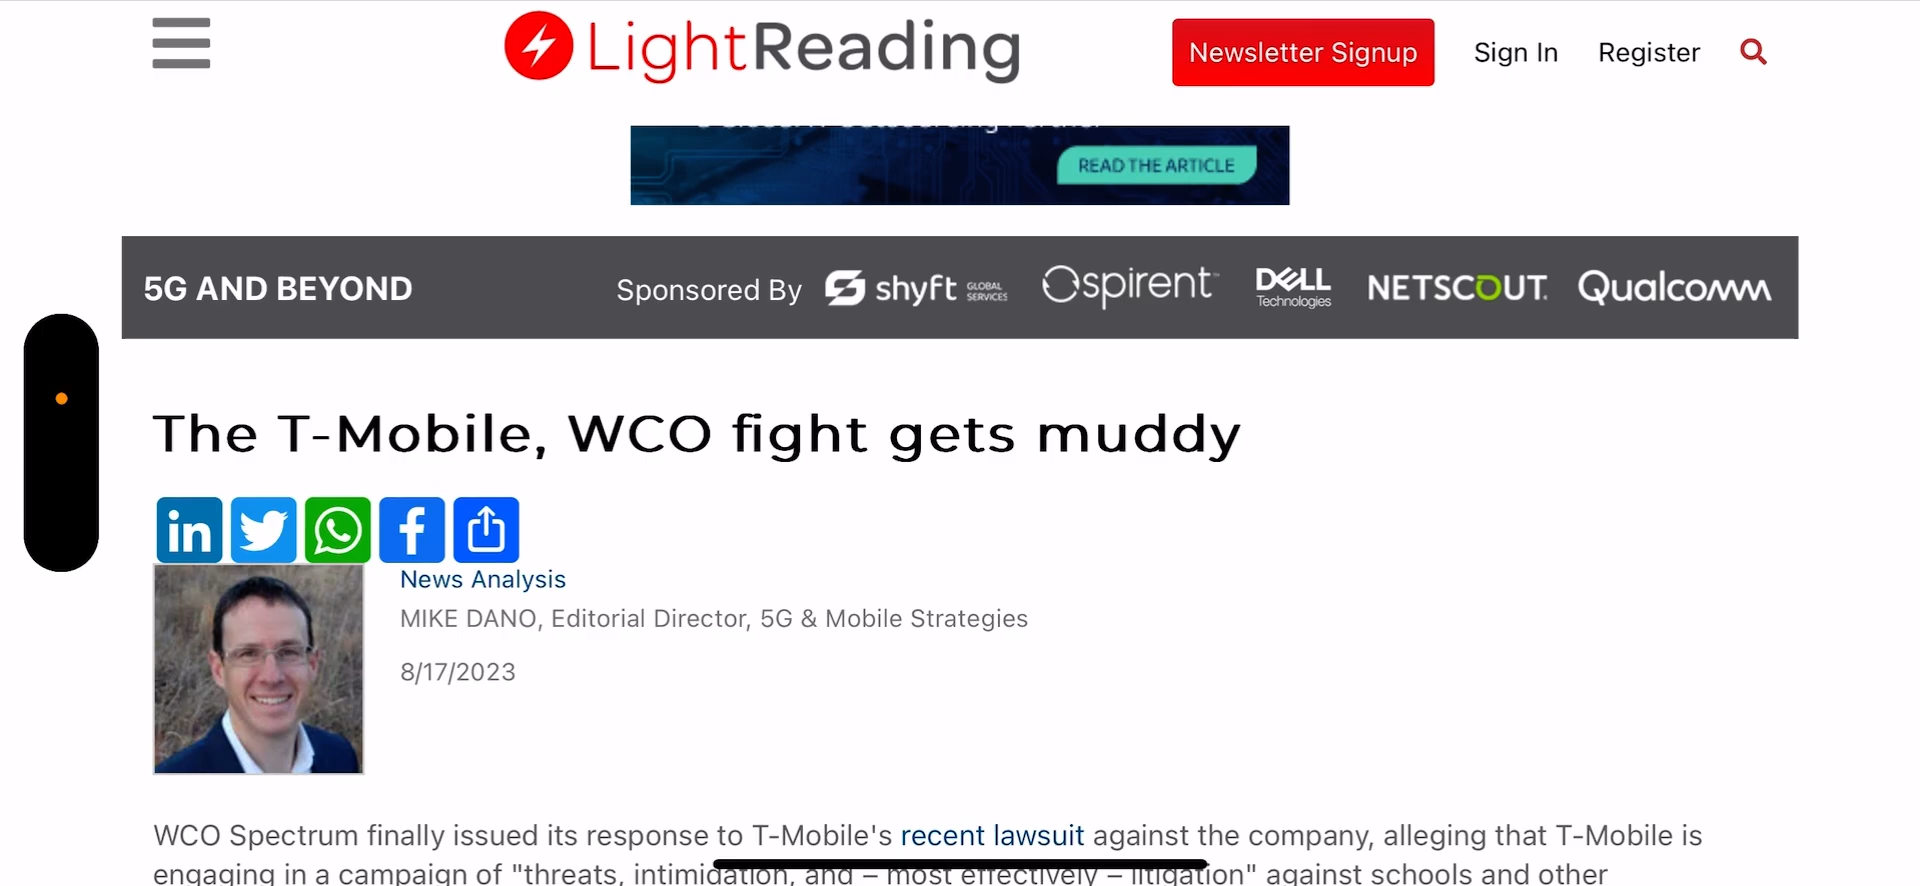 LightReading
Newsletter Signup
Sign In
Register
READ THE ARTICLE
5G AND BEYOND
Sponsored By
shyft GLOBAL SERVICES
spirent™
DELL Technologies
NETSCOUT.
Qualcomm
The T-Mobile, WCO fight gets muddy
in
f
News Analysis
MIKE DANO, Editorial Director, 5G & Mobile Strategies
8/17/2023
WCO Spectrum finally issued its response to T-Mobile's recent lawsuit against the company, alleging that T-Mobile is
engaging in a campaign of "threats, intimidation, and – most effectively – litigation" against schools and other